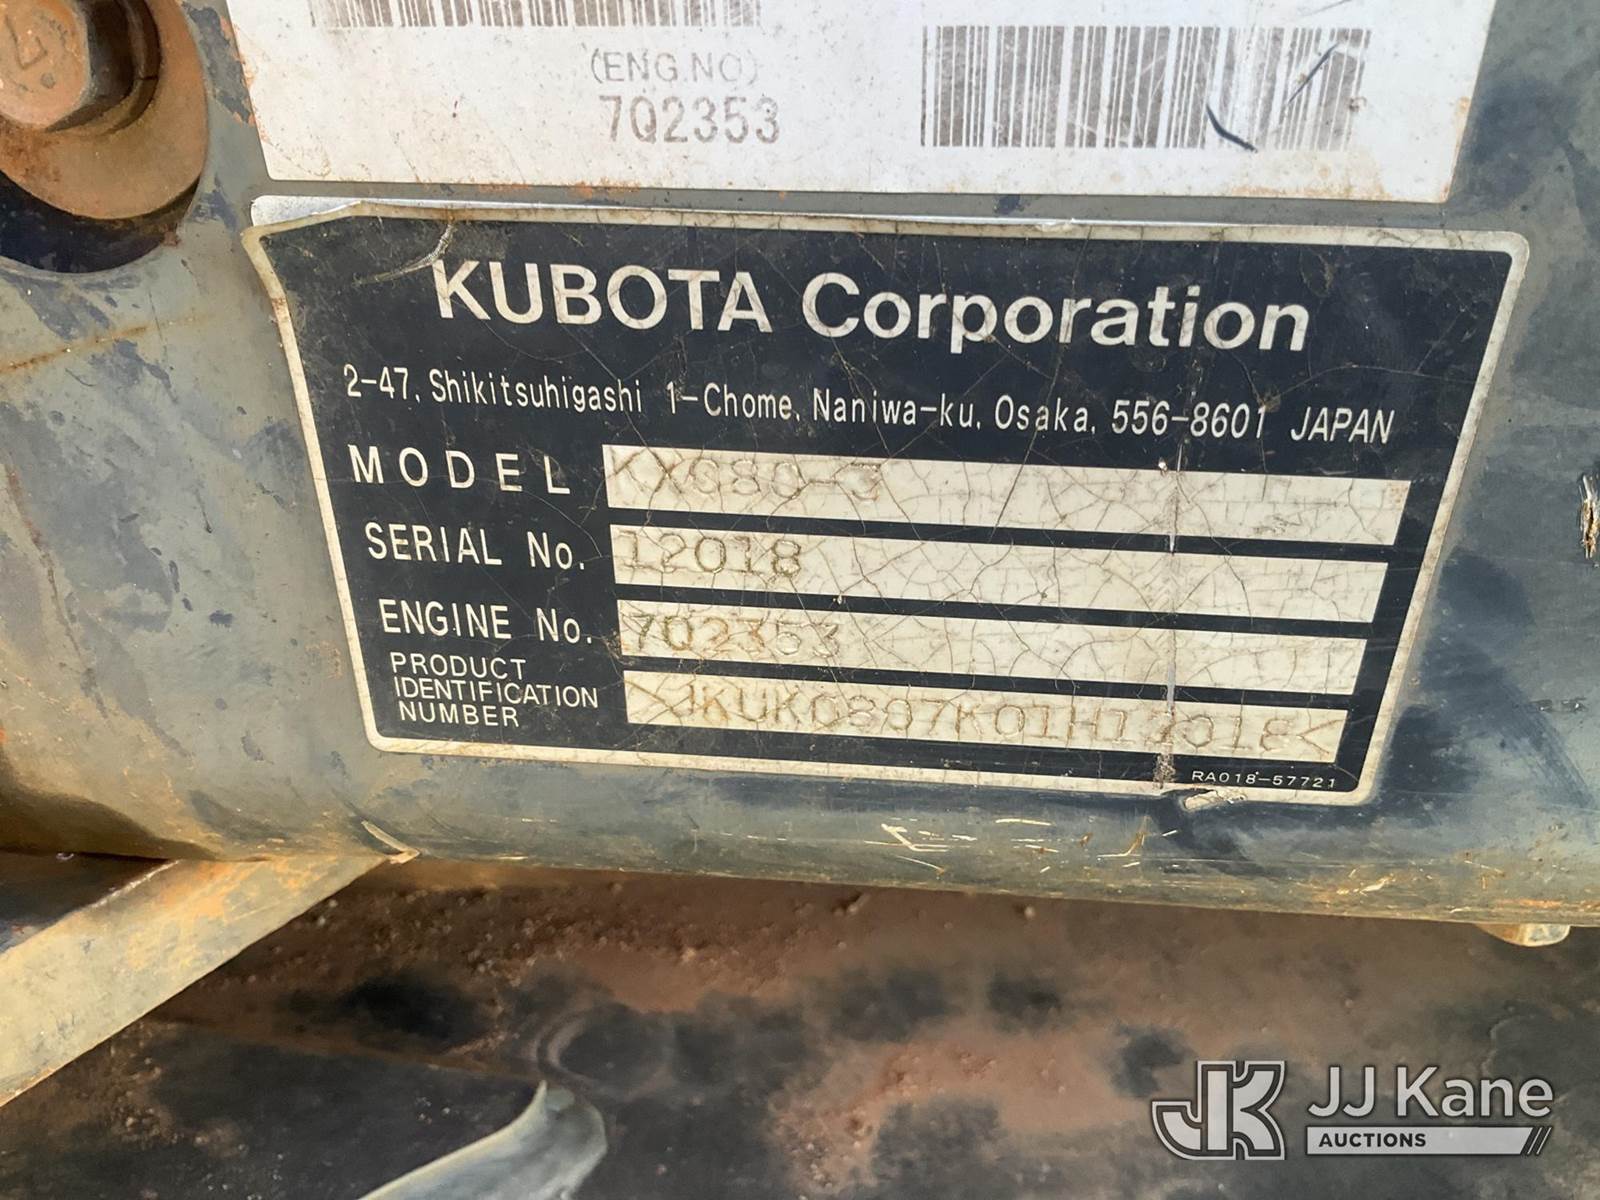 (ENG.NO)
7Q2353
KUBOTA Corporation
2-47, Shikitsuhigashi 1-Chome, Naniwa-ku, Osaka, 556-8601 JAPAN
MODEL KX080-3
SERIAL No. 12018
ENGINE No. 7Q2353
PRODUCT
IDENTIFICATION
NUMBER
RA018-57721
JK JJ Kane
AUCTIONS